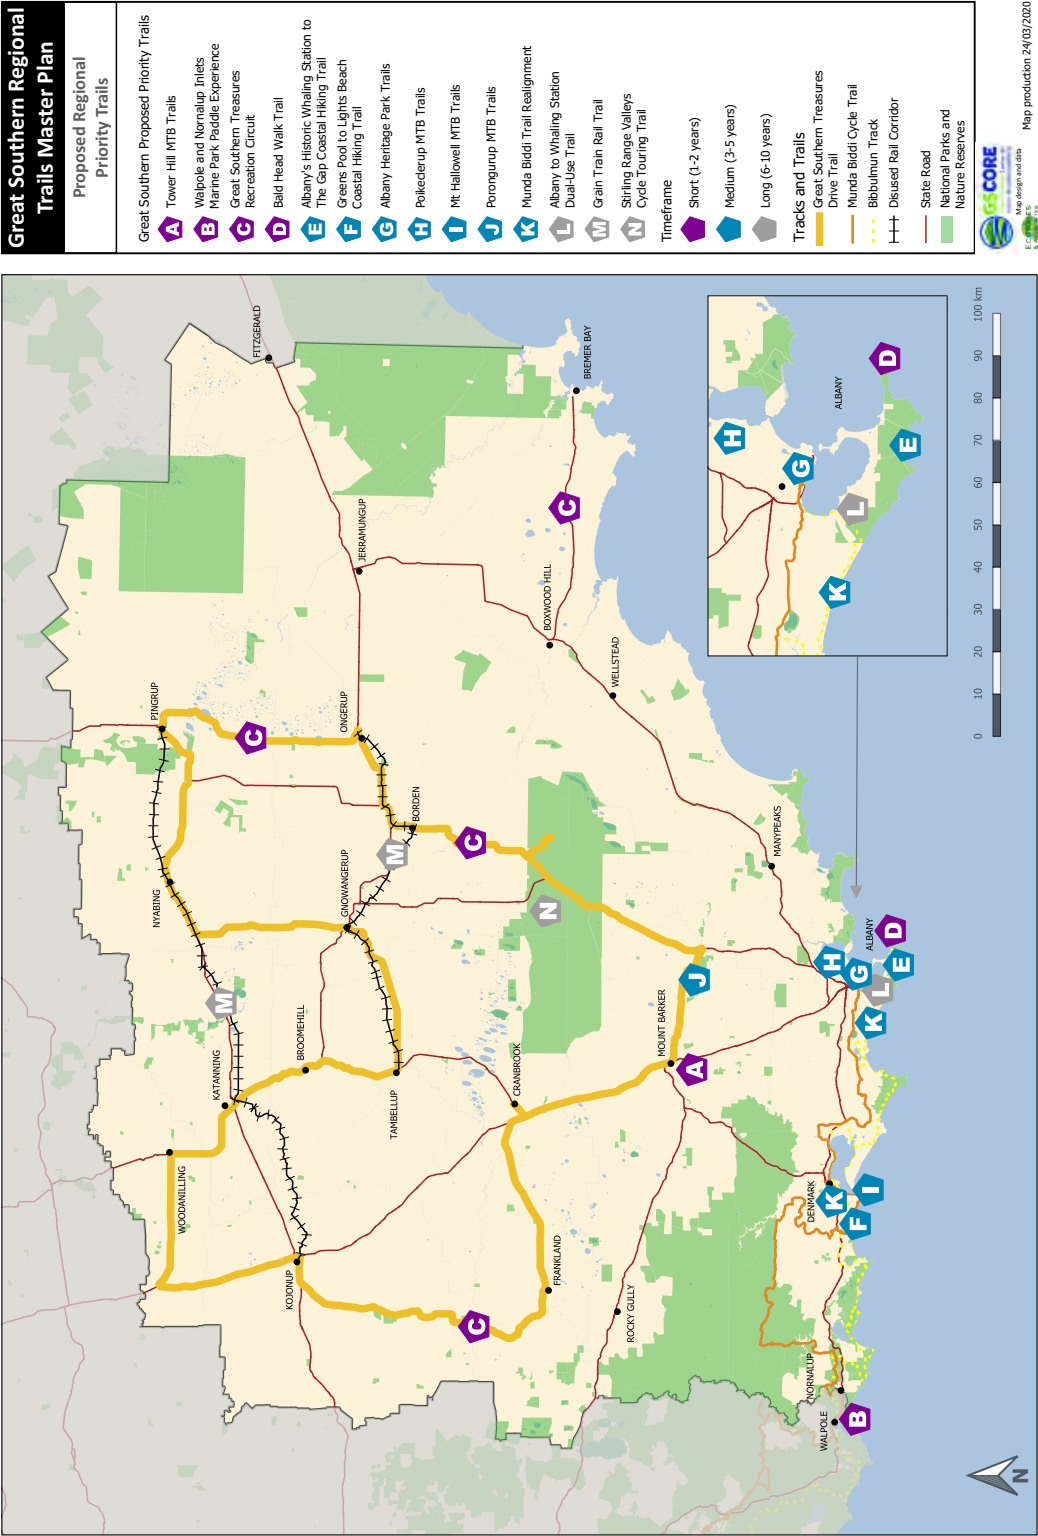 Great Southern Regional
Trails Master Plan
Proposed Regional
Priority Trails
Great Southern Proposed Priority Trails
A Tower Hill MTB Trails
B Walpole and Nornalup Inlets
Marine Park Paddle Experience
C Great Southern Treasures
Recreation Circuit
D Bald Head Walk Trail
E Albany's Historic Whaling Station to
The Gap Coastal Hiking Trail
F Greens Pool to Lights Beach
Coastal Hiking Trail
G Albany Heritage Park Trails
H Poikeclerup MTB Trails
I Mt Hallowell MTB Trails
J Porongurup MTB Trails
K Munda Biddi Trail Realignment
L Albany to Whaling Station
Dual-Use Trail
M Grain Train Rail Trail
N Stirling Range Valleys
Cycle Touring Trail
Timeframe
Short (1-2 years)
Medium (3-5 years)
Long (6-10 years)
Tracks and Trails
Great Southern Treasures
Drive Trail
Munda Biddi Cycle Trail
Bibbulmun Track
Disused Rail Corridor
State Road
National Parks and
Nature Reserves
GSCORE
Map design and data
Map production 24/03/2020
FITZGERALD
BREMER BAY
JERRAMUNGUP
C
BOXWOOD HILL
WELLSTEAD
PINGRUP
C
ONGERUP
BORDEN
M
C
GNOWANGERUP
NYABING
N
MANYPEAKS
M
BROOMEHILL
KATANNING
TAMBELLUP
CRANBROOK
MOUNT BARKER
J
A
ALBANY
H
G
D
E
L
K
WOODANILLING
KOJONUP
FRANKLAND
C
ROCKY GULLY
DENMARK
K
I
F
NORNALUP
WALPOLE
B
H
G
ALBANY
D
E
L
K
0 10 20 30 40 50 60 70 80 90 100 km
N